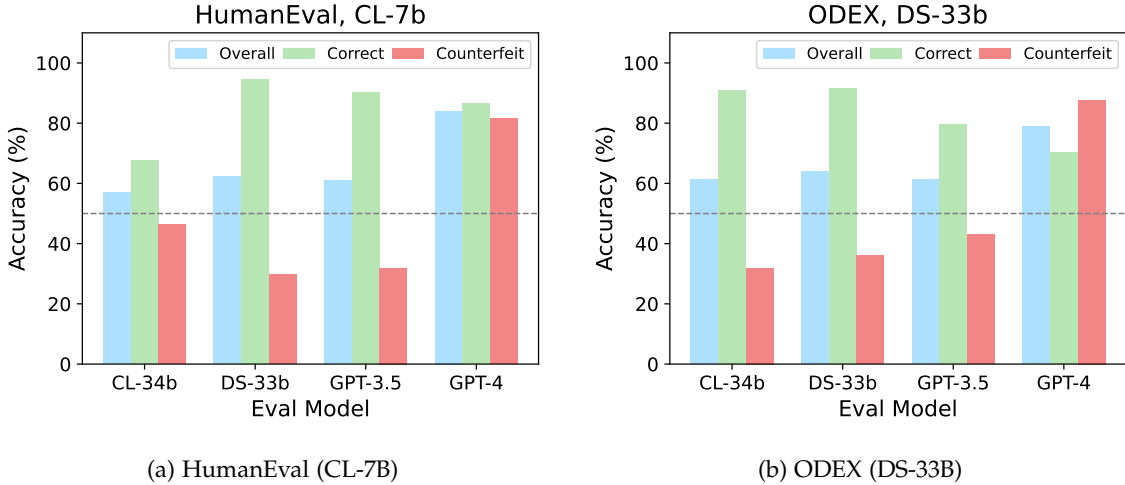 HumanEval, CL-7b
Overall Correct Counterfeit
Accuracy (%)
100
80
60
40
20
0
CL-34b DS-33b GPT-3.5 GPT-4
Eval Model
(a) HumanEval (CL-7B)
ODEX, DS-33b
Overall Correct Counterfeit
Accuracy (%)
100
80
60
40
20
0
CL-34b DS-33b GPT-3.5 GPT-4
Eval Model
(b) ODEX (DS-33B)